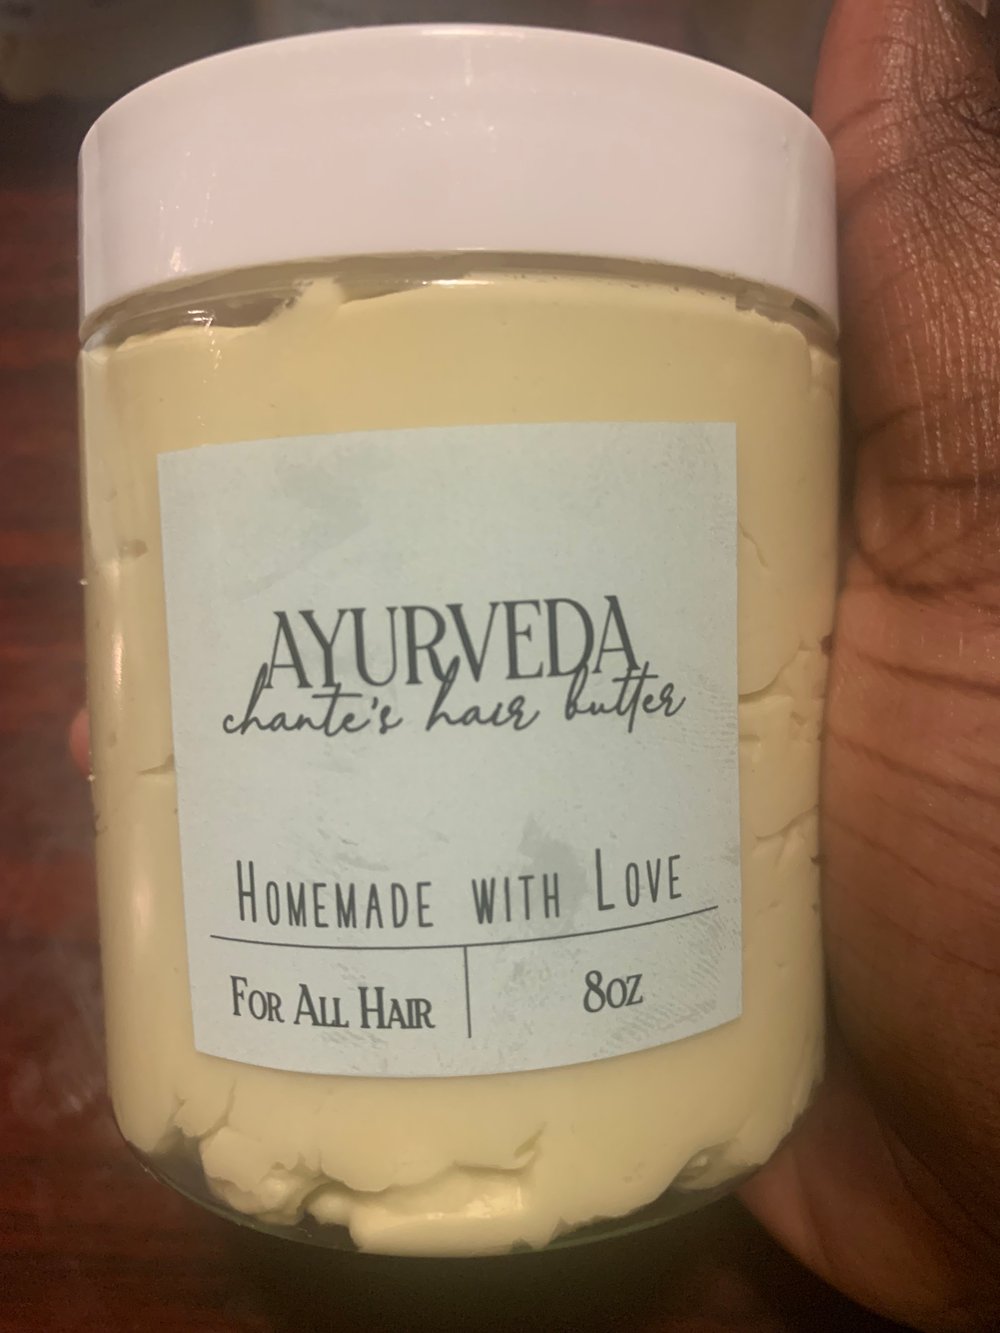 AYURVEDA
chante's hair butter
HOMEMADE WITH LOVE
FOR ALL HAIR
8OZ